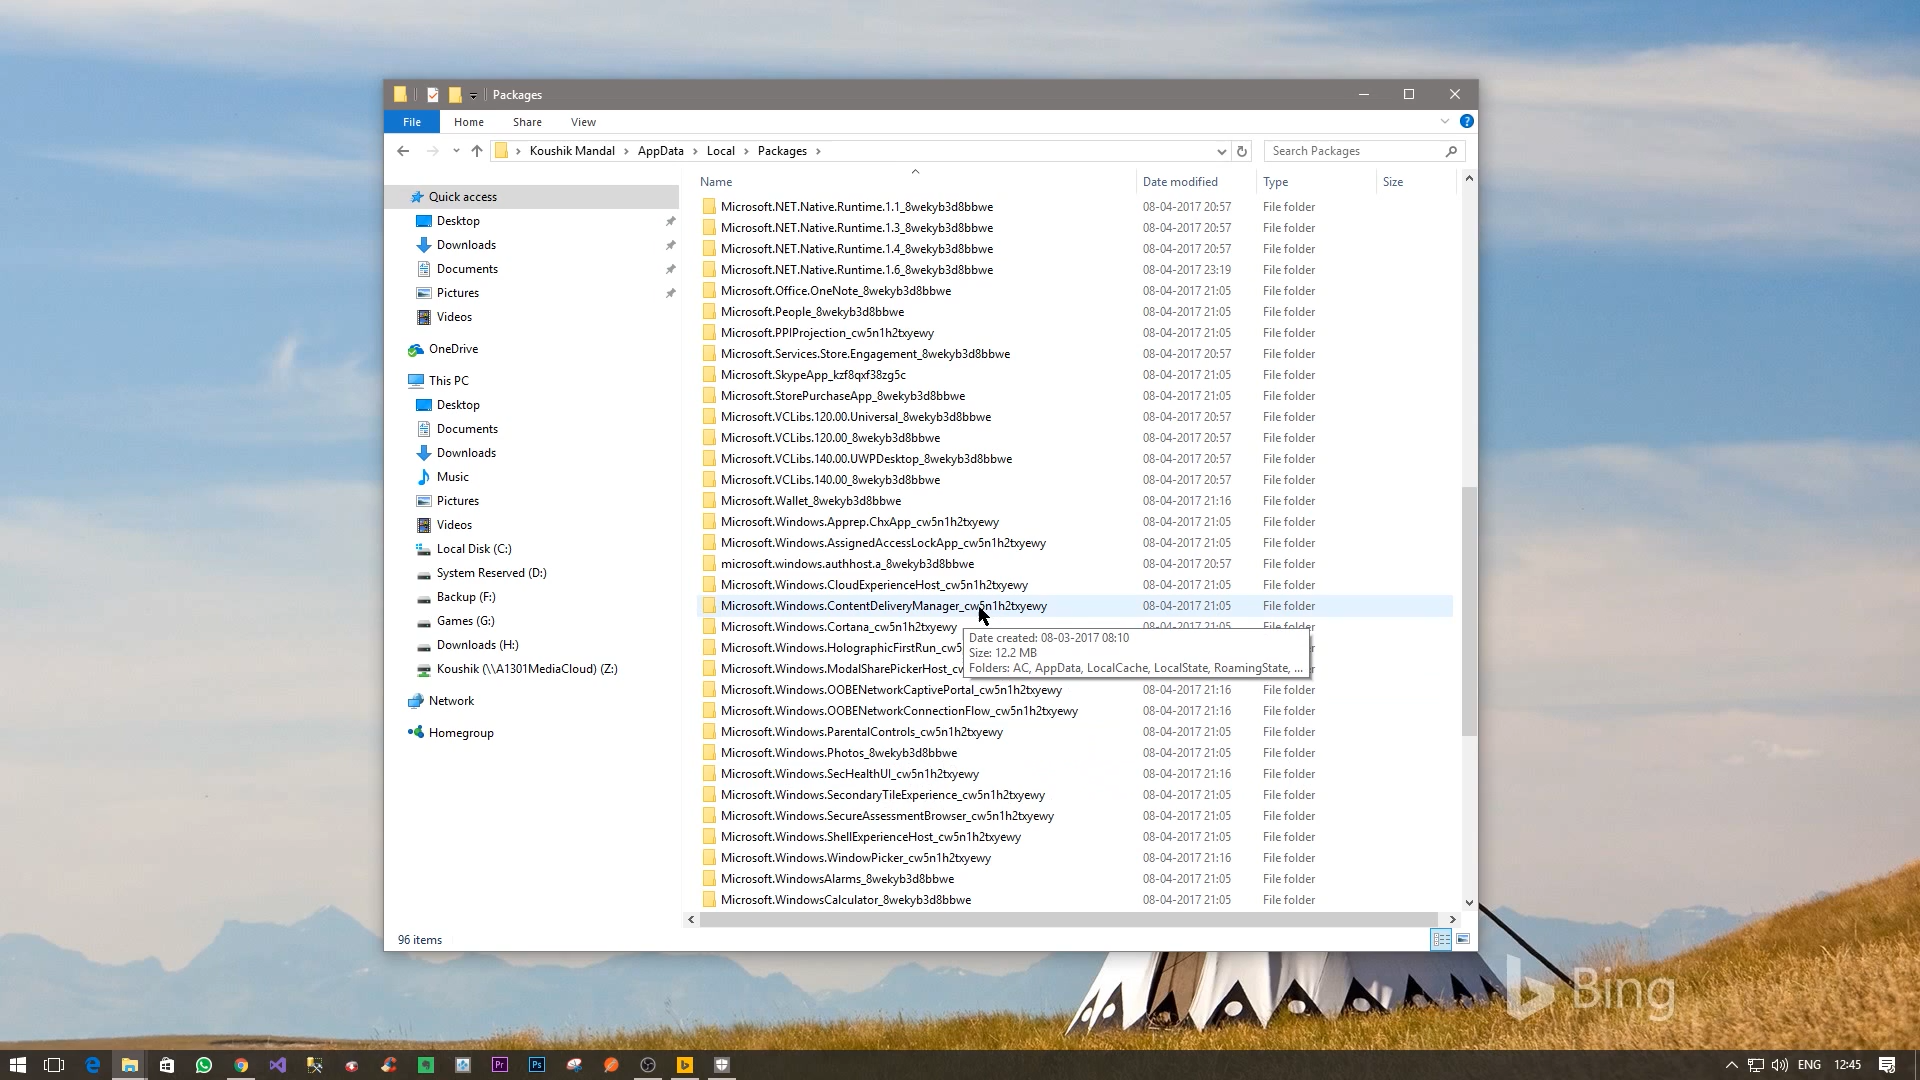 Packages
File Home Share View
Koushik Mandal AppData Local Packages Search Packages
Name Date modified Type Size
Quick access
Desktop
Downloads
Documents
Pictures
Videos
OneDrive
This PC
Desktop
Documents
Downloads
Music
Pictures
Videos
Local Disk (C:)
System Reserved (D:)
Backup (F:)
Games (G:)
Downloads (H:)
Koushik (\\A1301MediaCloud) (Z:)
Network
Homegroup
Microsoft.NET.Native.Runtime.1.1_8wekyb3d8bbwe 08-04-2017 20:57 File folder
Microsoft.NET.Native.Runtime.1.3_8wekyb3d8bbwe 08-04-2017 20:57 File folder
Microsoft.NET.Native.Runtime.1.4_8wekyb3d8bbwe 08-04-2017 20:57 File folder
Microsoft.NET.Native.Runtime.1.6_8wekyb3d8bbwe 08-04-2017 23:19 File folder
Microsoft.Office.OneNote_8wekyb3d8bbwe 08-04-2017 21:05 File folder
Microsoft.People_8wekyb3d8bbwe 08-04-2017 21:05 File folder
Microsoft.PPIProjection_cw5n1h2txyewy 08-04-2017 21:05 File folder
Microsoft.Services.Store.Engagement_8wekyb3d8bbwe 08-04-2017 20:57 File folder
Microsoft.SkypeApp_kzf8qxf38zg5c 08-04-2017 21:05 File folder
Microsoft.StorePurchaseApp_8wekyb3d8bbwe 08-04-2017 21:05 File folder
Microsoft.VCLibs.120.00.Universal_8wekyb3d8bbwe 08-04-2017 20:57 File folder
Microsoft.VCLibs.120.00_8wekyb3d8bbwe 08-04-2017 20:57 File folder
Microsoft.VCLibs.140.00.UWPDesktop_8wekyb3d8bbwe 08-04-2017 20:57 File folder
Microsoft.VCLibs.140.00_8wekyb3d8bbwe 08-04-2017 20:57 File folder
Microsoft.Wallet_8wekyb3d8bbwe 08-04-2017 21:16 File folder
Microsoft.Windows.Apprep.ChxApp_cw5n1h2txyewy 08-04-2017 21:05 File folder
Microsoft.Windows.AssignedAccessLockApp_cw5n1h2txyewy 08-04-2017 21:05 File folder
microsoft.windows.authhost.a_8wekyb3d8bbwe 08-04-2017 20:57 File folder
Microsoft.Windows.CloudExperienceHost_cw5n1h2txyewy 08-04-2017 21:05 File folder
Microsoft.Windows.ContentDeliveryManager_cw5n1h2txyewy 08-04-2017 21:05 File folder
Microsoft.Windows.Cortana_cw5n1h2txyewy 08-04-2017 21:05 File folder
Microsoft.Windows.HolographicFirstRun_cw5
Microsoft.Windows.ModalSharePickerHost_cw
Date created: 08-03-2017 08:10
Size: 12.2 MB
Folders: AC, AppData, LocalCache, LocalState, RoamingState, ...
Microsoft.Windows.OOBENetworkCaptivePortal_cw5n1h2txyewy 08-04-2017 21:16 File folder
Microsoft.Windows.OOBENetworkConnectionFlow_cw5n1h2txyewy 08-04-2017 21:16 File folder
Microsoft.Windows.ParentalControls_cw5n1h2txyewy 08-04-2017 21:05 File folder
Microsoft.Windows.Photos_8wekyb3d8bbwe 08-04-2017 21:05 File folder
Microsoft.Windows.SecHealthUI_cw5n1h2txyewy 08-04-2017 21:16 File folder
Microsoft.Windows.SecondaryTileExperience_cw5n1h2txyewy 08-04-2017 21:05 File folder
Microsoft.Windows.SecureAssessmentBrowser_cw5n1h2txyewy 08-04-2017 21:05 File folder
Microsoft.Windows.ShellExperienceHost_cw5n1h2txyewy 08-04-2017 21:05 File folder
Microsoft.Windows.WindowPicker_cw5n1h2txyewy 08-04-2017 21:16 File folder
Microsoft.WindowsAlarms_8wekyb3d8bbwe 08-04-2017 21:05 File folder
Microsoft.WindowsCalculator_8wekyb3d8bbwe 08-04-2017 21:05 File folder
96 items
Bing
Pr Ps ENG 12:45